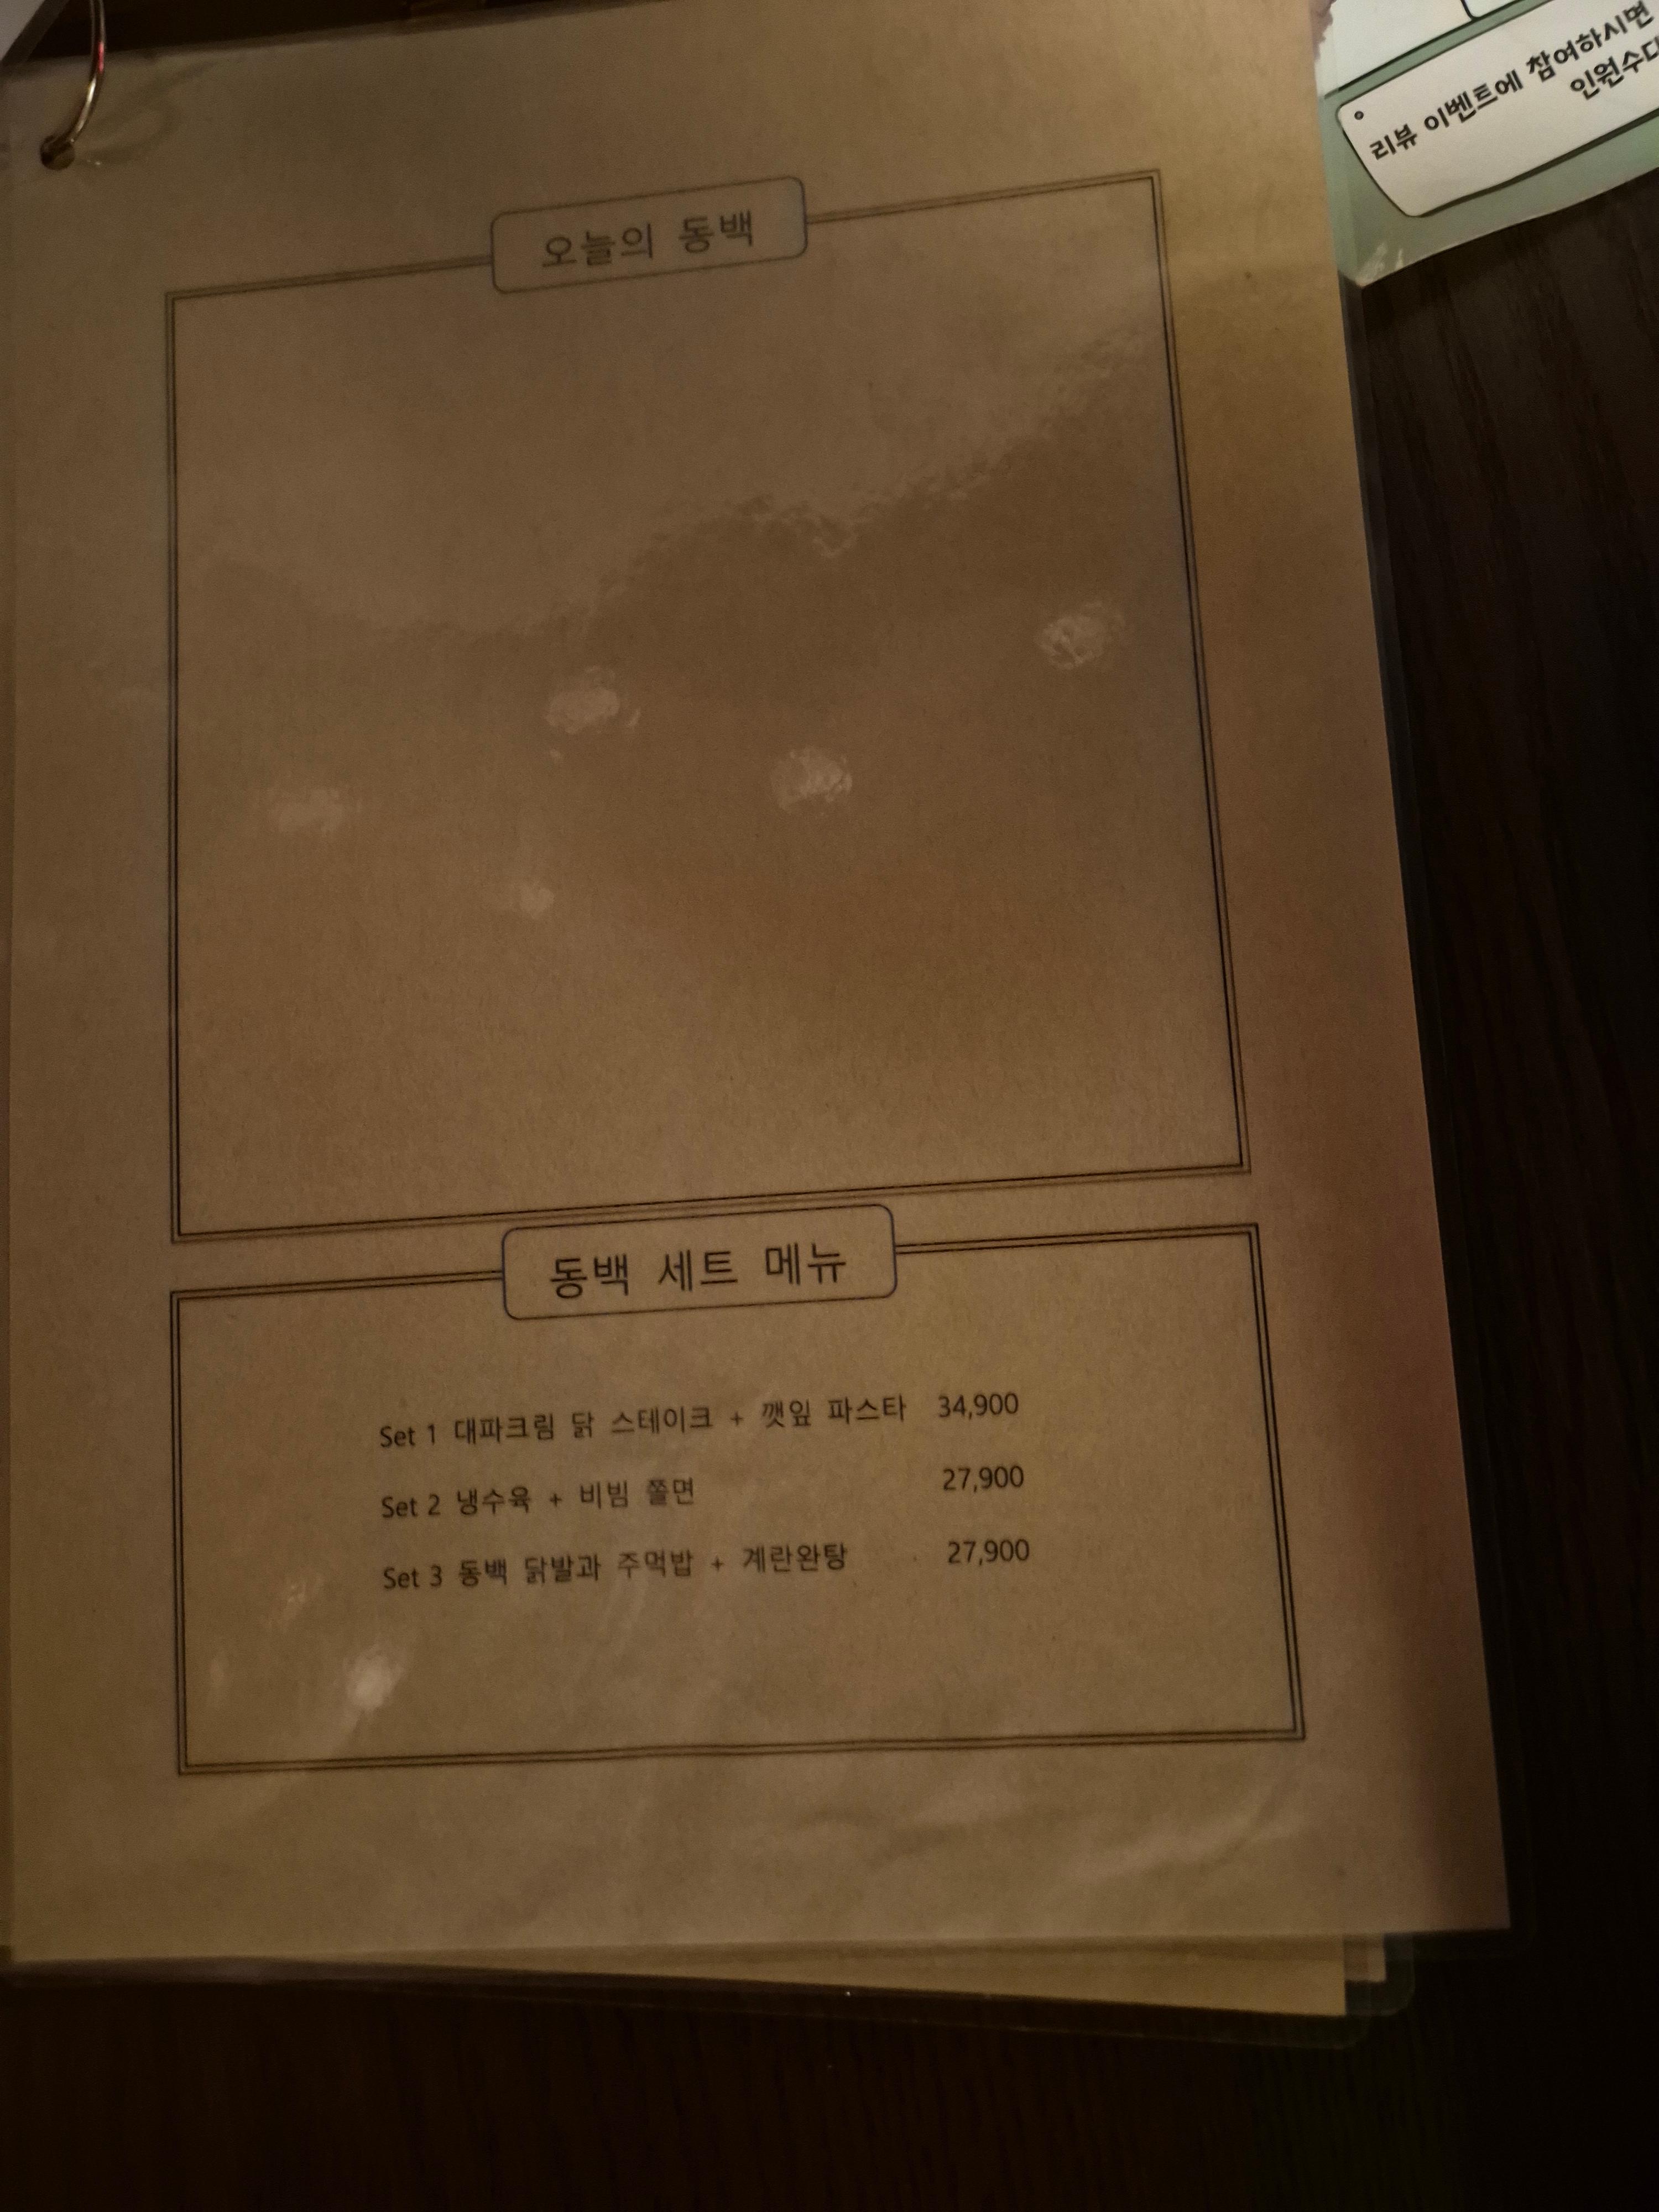 리뷰 이벤트에 참여하시면
인원수
오늘의 동백
동백 세트 메뉴
Set 1 대파크림 닭 스테이크 + 깻잎 파스타 34,900
Set 2 냉수육 + 비빔 쫄면 27,900
Set 3 동백 닭발과 주먹밥 + 계란완탕 27,900